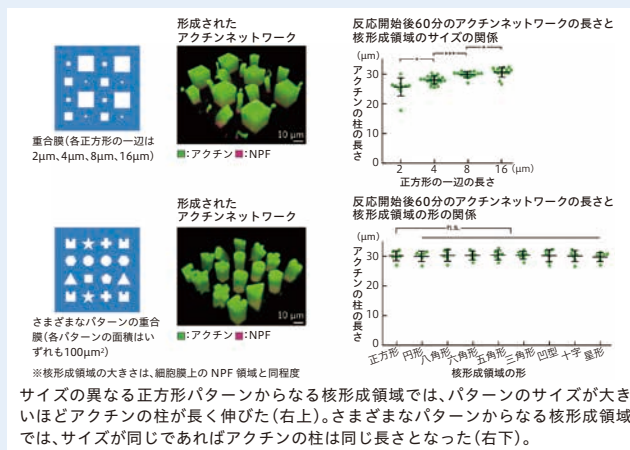 形成された
アクチンネットワーク
重合膜（各正方形の一辺は
2μm、4μm、8μm、16μm）
10 μm
■:アクチン ■:NPF
反応開始後60分のアクチンネットワークの長さと
核形成領域のサイズの関係
(μm)
アクチンの柱の長さ
30
20
10
0
*
***
*
2 4 8 16 (μm)
正方形の一辺の長さ
形成された
アクチンネットワーク
さまざまなパターンの重合
膜（各パターンの面積はい
ずれも100μm²）
10 μm
■:アクチン ■:NPF
反応開始後60分のアクチンネットワークの長さと
核形成領域の形の関係
n.s.
(μm)
アクチンの柱の長さ
30
20
10
0
正方形 円形 八角形 六角形 五角形 三角形 凹型 十字 星形
核形成領域の形
※核形成領域の大きさは、細胞膜上の NPF 領域と同程度
サイズの異なる正方形パターンからなる核形成領域では、パターンのサイズが大き
いほどアクチンの柱が長く伸びた（右上）。さまざまなパターンからなる核形成領域
では、サイズが同じであればアクチンの柱は同じ長さとなった（右下）。